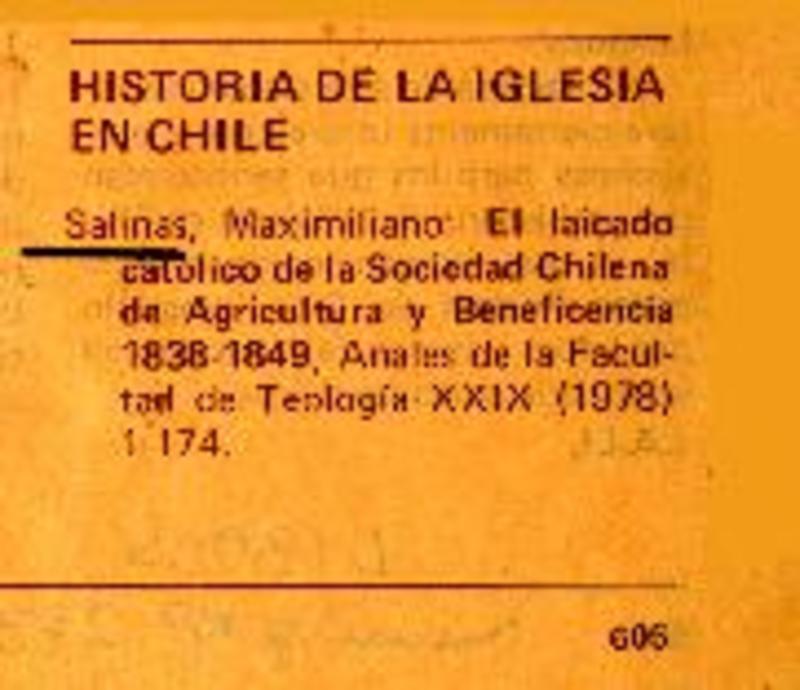 HISTORIA DE LA IGLESIA
EN CHILE
Salinas, Maximiliano: El laicado
católico de la Sociedad Chilena
de Agricultura y Beneficencia
1838-1849, Anales de la Facul-
tad de Teología XXIX (1978)
1 174.
605